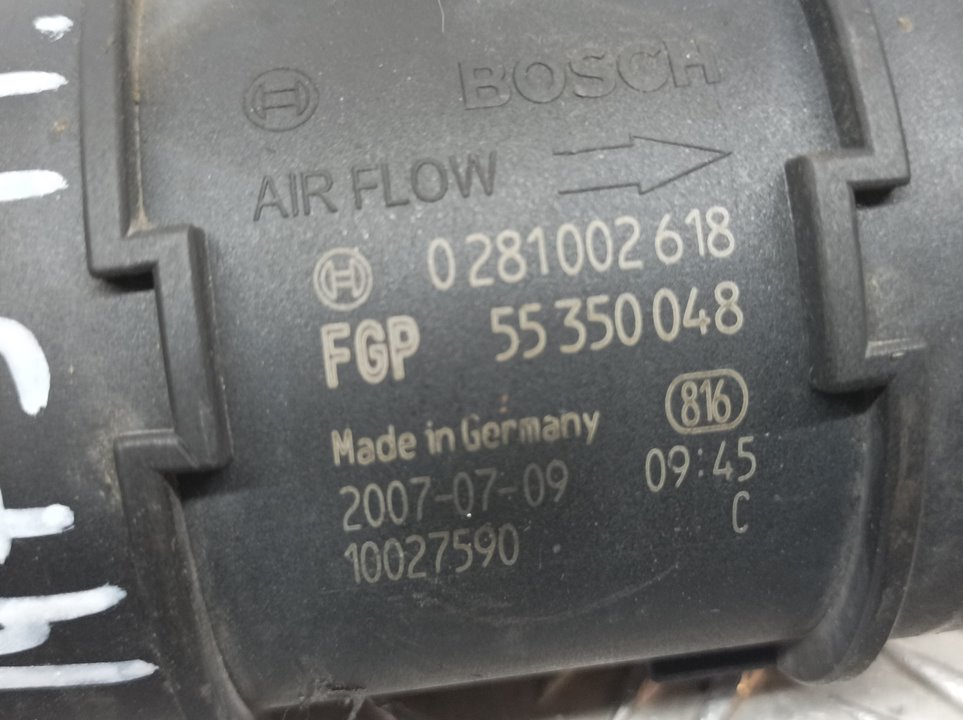 BOSCH
AIR FLOW
0 281 002 618
FGP 55 350 048
816
Made in Germany
2007-07-09 09:45
C
10027590